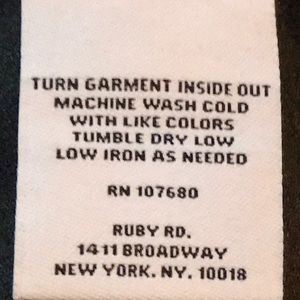 TURN GARMENT INSIDE OUT
MACHINE WASH COLD
WITH LIKE COLORS
TUMBLE DRY LOW
LOW IRON AS NEEDED
RN 107680
RUBY RD.
1411 BROADWAY
NEW YORK. NY. 10018